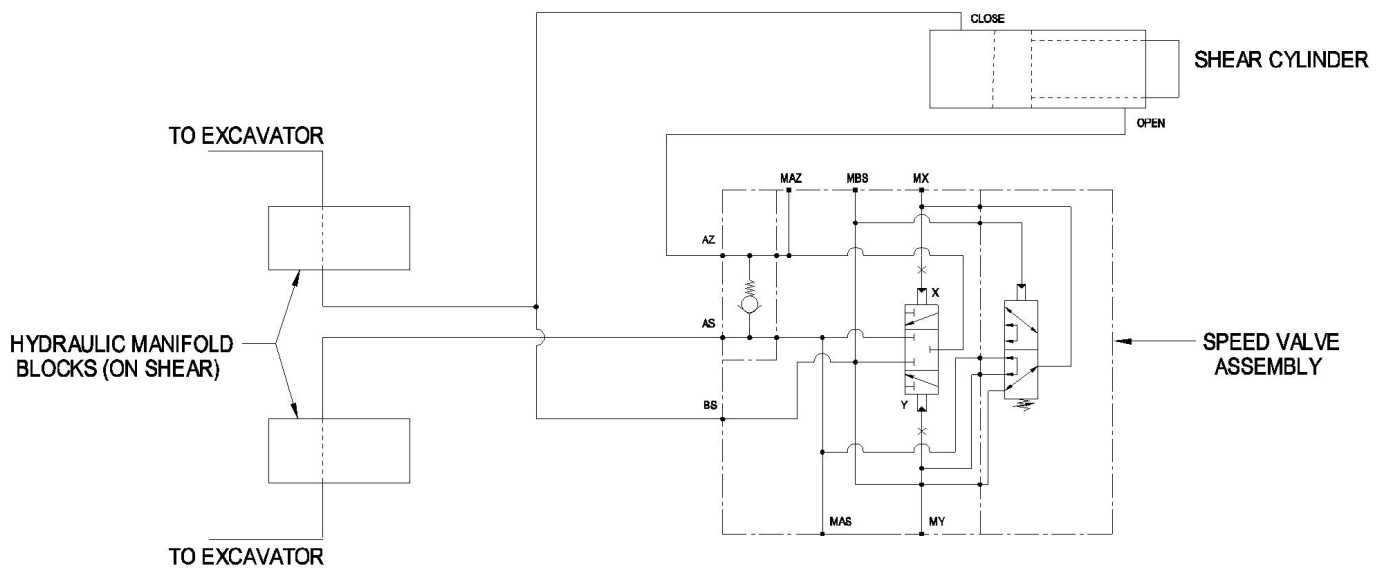 CLOSE
SHEAR CYLINDER
OPEN
TO EXCAVATOR
MAZ
MBS
MX
AZ
X
AS
HYDRAULIC MANIFOLD
BLOCKS (ON SHEAR)
SPEED VALVE
ASSEMBLY
BS
Y
MAS
MY
TO EXCAVATOR